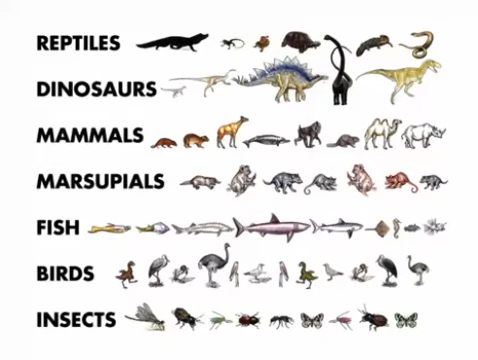 REPTILES
DINOSAURS
MAMMALS
MARSUPIALS
FISH
BIRDS
INSECTS